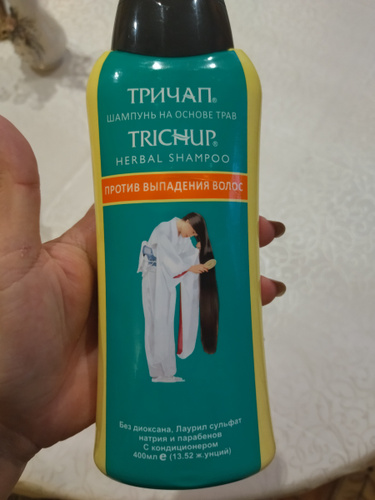 ТРИЧАП®
ШАМПУНЬ НА ОСНОВЕ ТРАВ
TRICHUP®
HERBAL SHAMPOO
ПРОТИВ ВЫПАДЕНИЯ ВОЛОС
Без диоксана, Лаурил сульфат
натрия и парабенов
С кондиционером
400мл e (13.52 ж.унций)